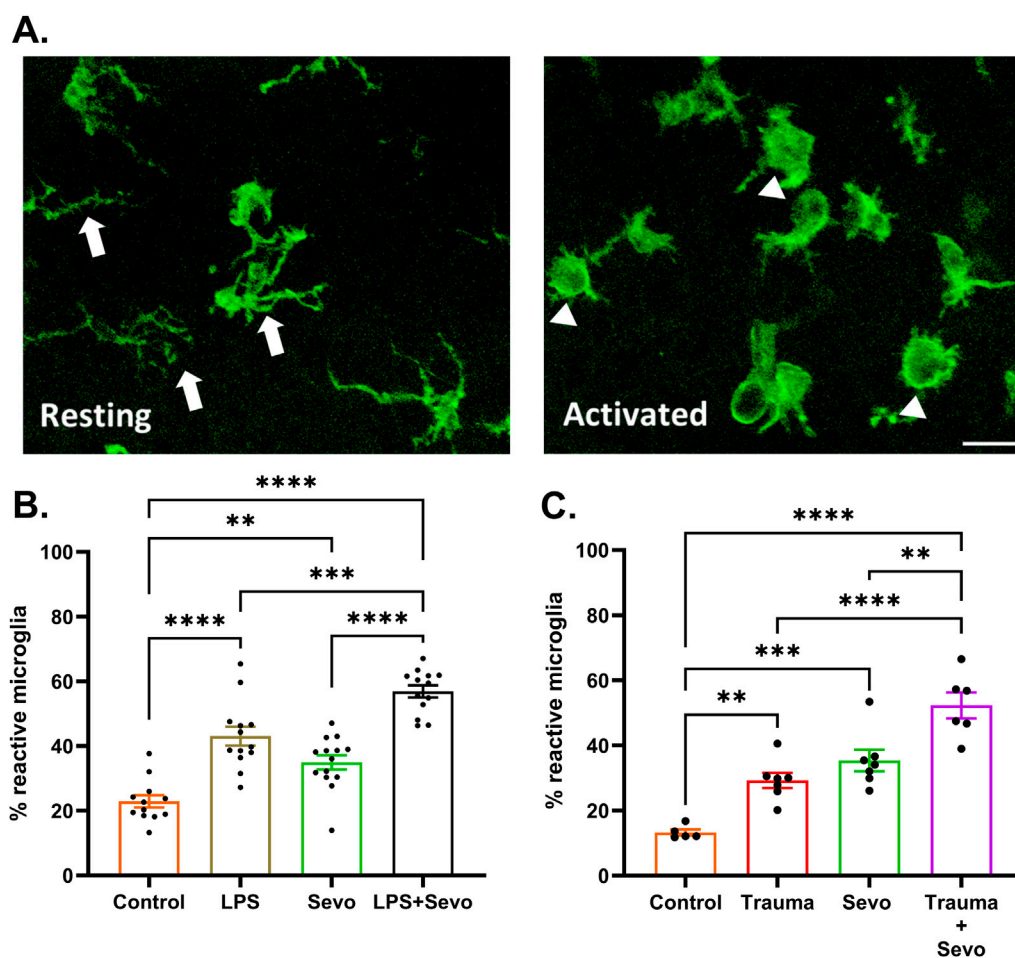 A.
Resting
Activated
B.
****
**
***
****
****
% reactive microglia
100
80
60
40
20
0
Control
LPS
Sevo
LPS+Sevo
C.
****
**
****
***
**
% reactive microglia
100
80
60
40
20
0
Control
Trauma
Sevo
Trauma
+
Sevo